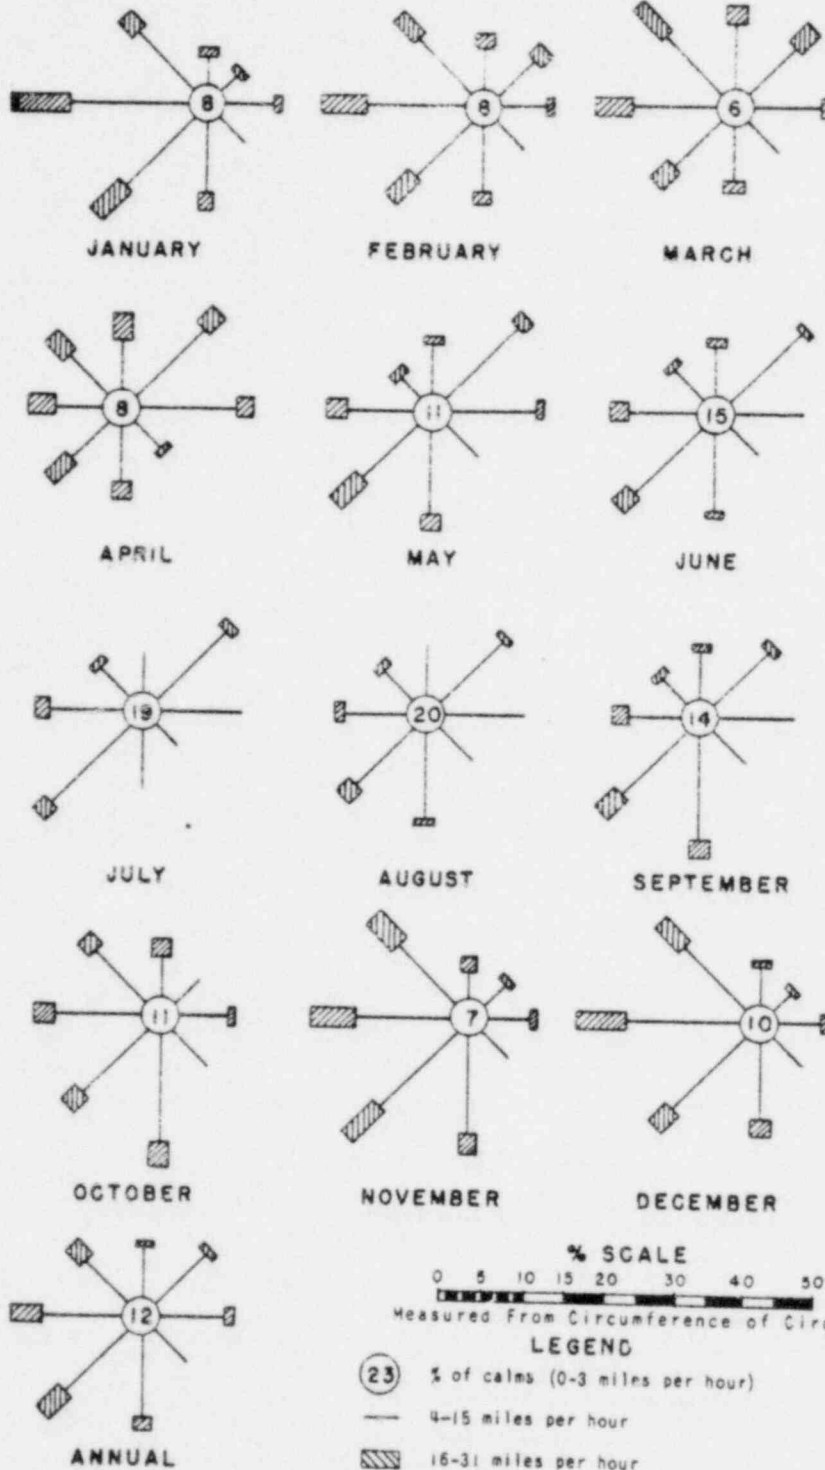 8 8 6
JANUARY FEBRUARY MARCH
8 11 15
APRIL MAY JUNE
19 20 14
JULY AUGUST SEPTEMBER
11 7 10
OCTOBER NOVEMBER DECEMBER
12
ANNUAL
% SCALE
0 5 10 15 20 30 40 50
Measured From Circumference of Circ
LEGEND
23 % of calms (0-3 miles per hour)
4-15 miles per hour
16-31 miles per hour